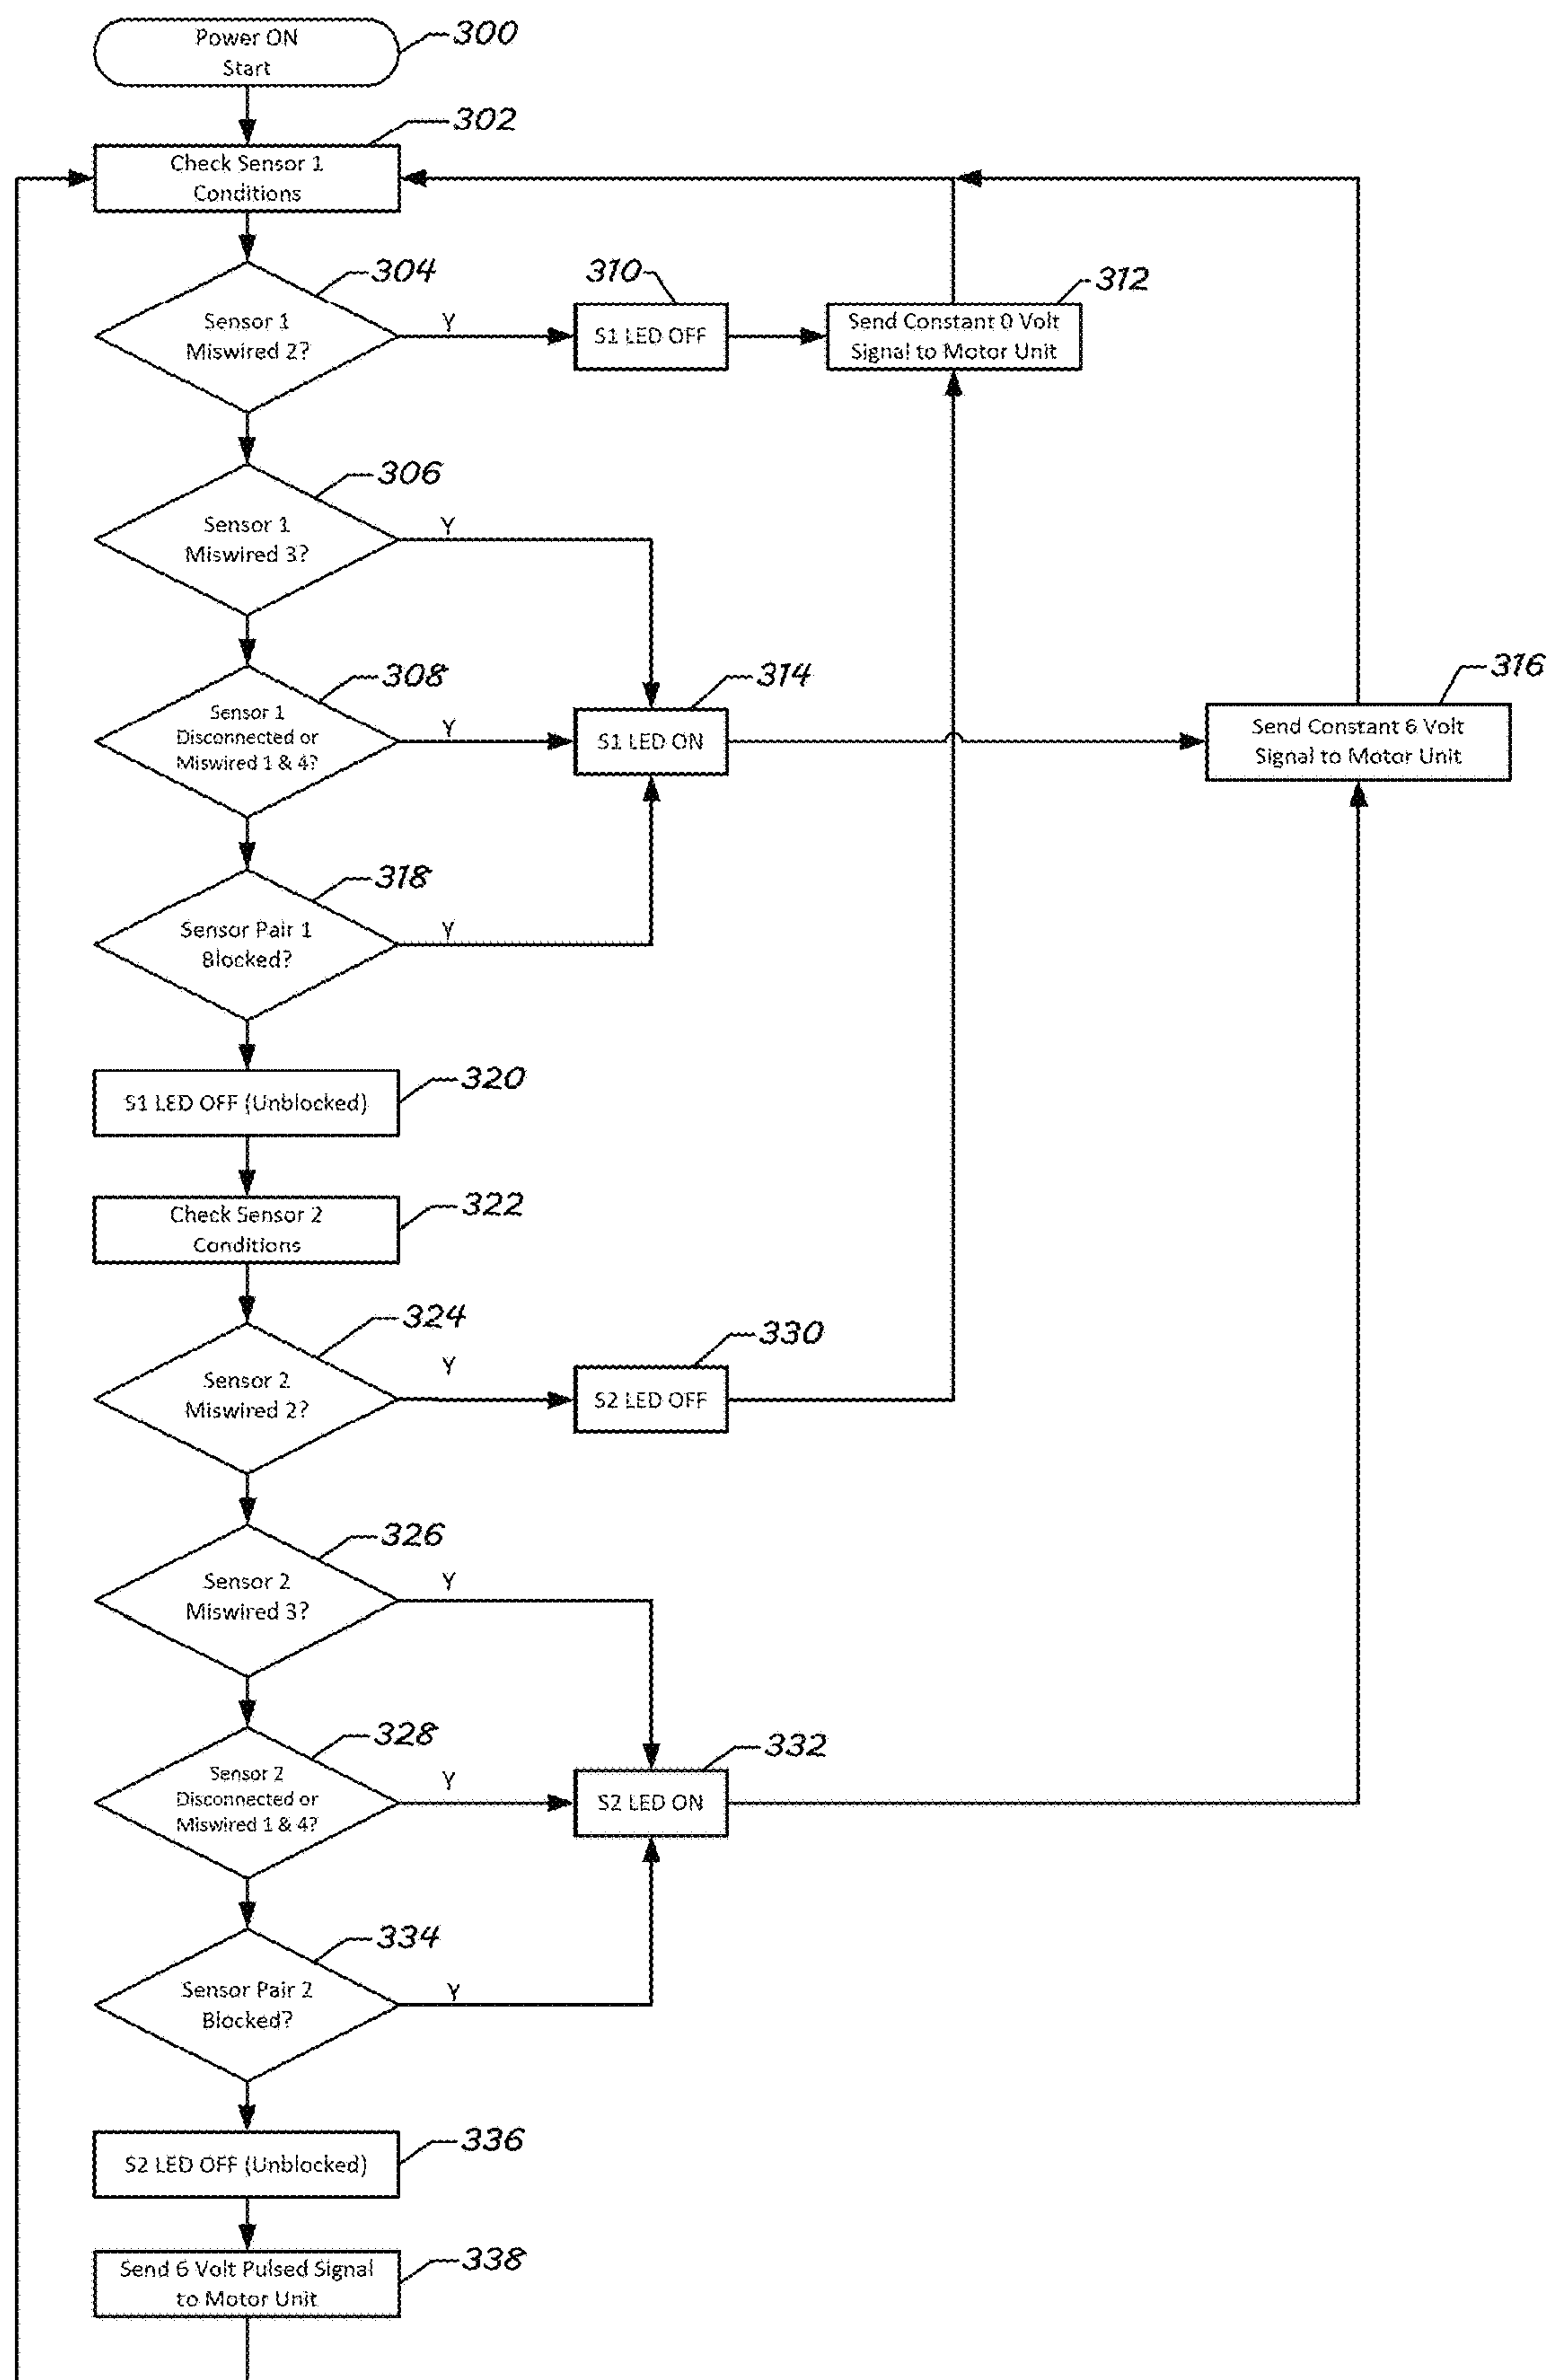 Power ON
Start
300
302
Check Sensor 1
Conditions
304
Sensor 1
Miswired 2?
Y
310
S1 LED OFF
312
Send Constant 0 Volt
Signal to Motor Unit
306
Sensor 1
Miswired 3?
Y
308
Sensor 1
Disconnected or
Miswired 1 & 4?
Y
314
S1 LED ON
316
Send Constant 6 Volt
Signal to Motor Unit
318
Sensor Pair 1
Blocked?
Y
320
S1 LED OFF (Unblocked)
322
Check Sensor 2
Conditions
324
Sensor 2
Miswired 2?
Y
330
S2 LED OFF
326
Sensor 2
Miswired 3?
Y
328
Sensor 2
Disconnected or
Miswired 1 & 4?
Y
332
S2 LED ON
334
Sensor Pair 2
Blocked?
Y
336
S2 LED OFF (Unblocked)
338
Send 6 Volt Pulsed Signal
to Motor Unit